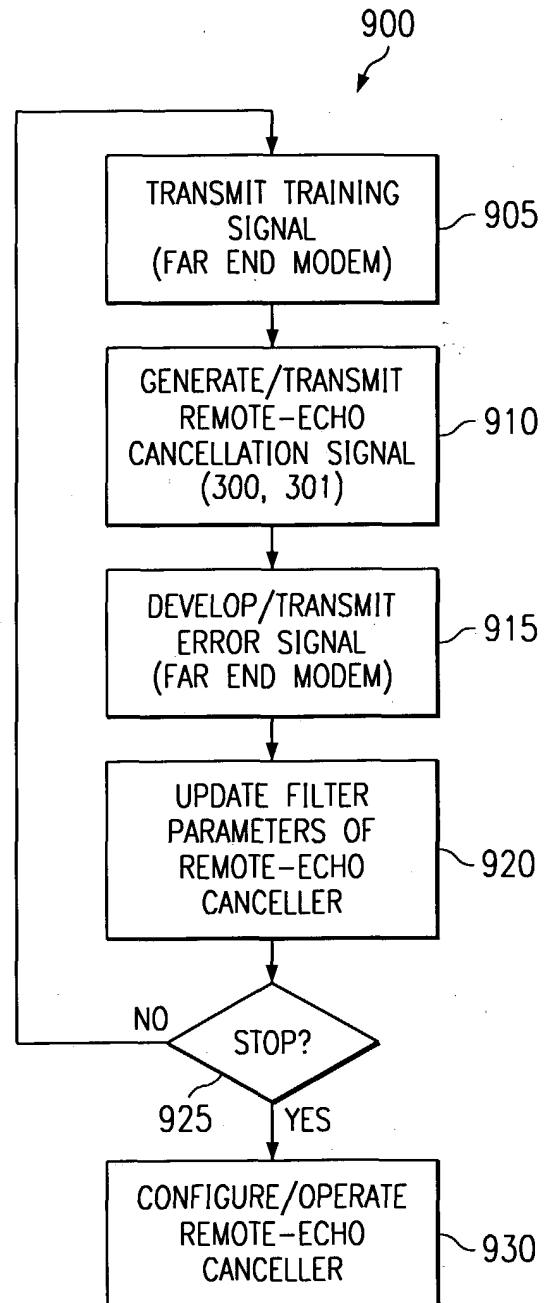 900
TRANSMIT TRAINING
SIGNAL
(FAR END MODEM)
905
GENERATE/TRANSMIT
REMOTE-ECHO
CANCELLATION SIGNAL
(300, 301)
910
DEVELOP/TRANSMIT
ERROR SIGNAL
(FAR END MODEM)
915
UPDATE FILTER
PARAMETERS OF
REMOTE-ECHO
CANCELLER
920
NO
STOP?
925
YES
CONFIGURE/OPERATE
REMOTE-ECHO
CANCELLER
930